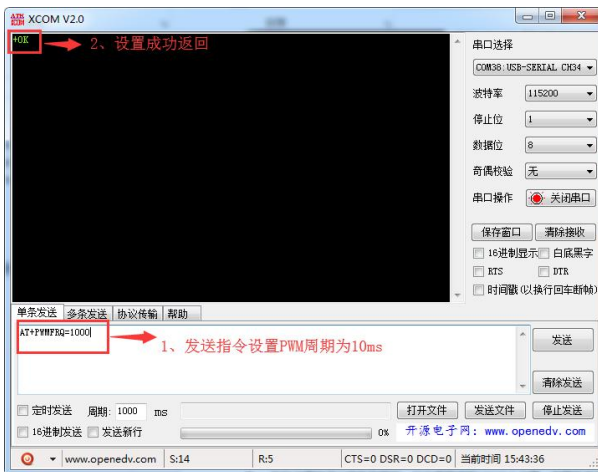 XCOM V2.0
+OK
2、设置成功返回
串口选择
COM38:USB-SERIAL CH34
波特率 115200
停止位 1
数据位 8
奇偶校验 无
串口操作 关闭串口
保存窗口 清除接收
16进制显示 白底黑字
RTS DTR
时间戳(以换行回车断帧)
单条发送 多条发送 协议传输 帮助
AT+PWMFRQ=1000
1、发送指令设置PWM周期为10ms
发送
清除发送
定时发送 周期: 1000 ms 打开文件 发送文件 停止发送
16进制发送 发送新行 0% 开源电子网: www.openedv.com
www.openedv.com S:14 R:5 CTS=0 DSR=0 DCD=0 当前时间 15:43:36